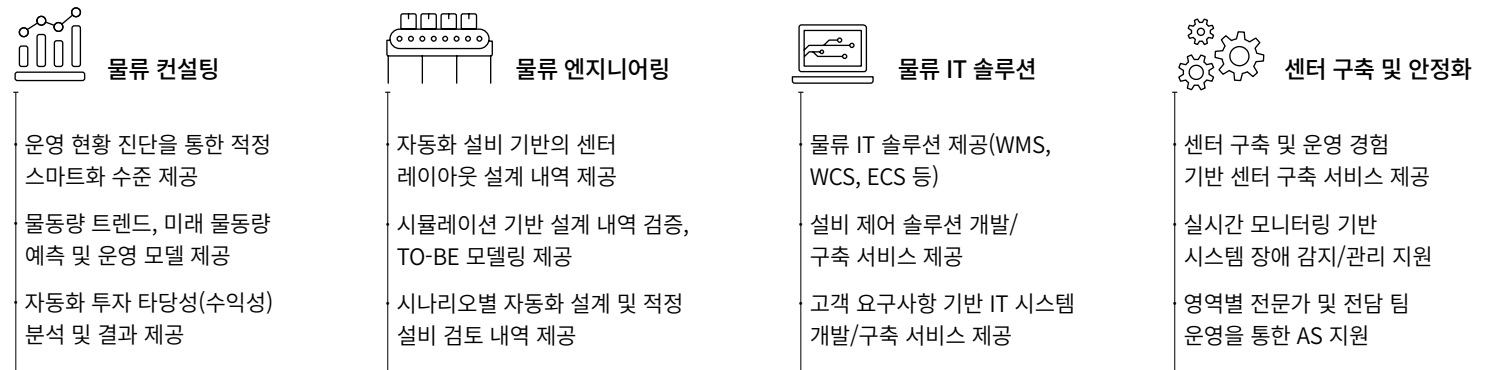 물류 컨설팅
운영 현황 진단을 통한 적정
스마트화 수준 제공
물동량 트렌드, 미래 물동량
예측 및 운영 모델 제공
자동화 투자 타당성(수익성)
분석 및 결과 제공
물류 엔지니어링
자동화 설비 기반의 센터
레이아웃 설계 내역 제공
시뮬레이션 기반 설계 내역 검증,
TO-BE 모델링 제공
시나리오별 자동화 설계 및 적정
설비 검토 내역 제공
물류 IT 솔루션
물류 IT 솔루션 제공(WMS,
WCS, ECS 등)
설비 제어 솔루션 개발/
구축 서비스 제공
고객 요구사항 기반 IT 시스템
개발/구축 서비스 제공
센터 구축 및 안정화
센터 구축 및 운영 경험
기반 센터 구축 서비스 제공
실시간 모니터링 기반
시스템 장애 감지/관리 지원
영역별 전문가 및 전담 팀
운영을 통한 AS 지원